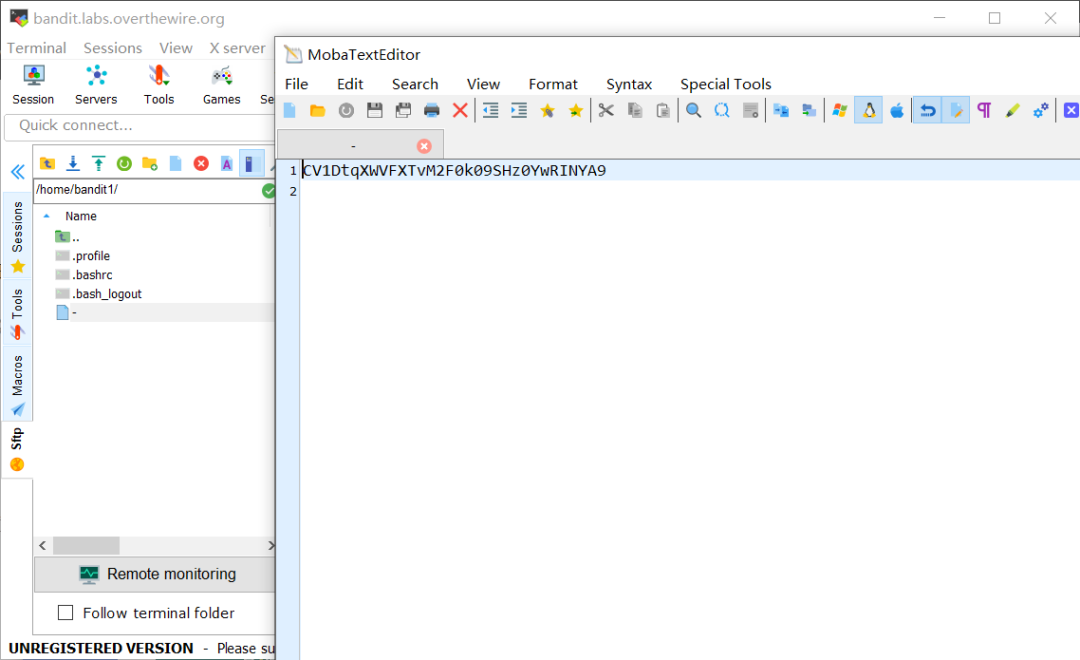 bandit.labs.overthewire.org
Terminal Sessions View X server
Session Servers Tools Games Se
Quick connect...
/home/bandit1/
Name
..
.profile
.bashrc
.bash_logout
-
Sessions
Tools
Macros
Sftp
Remote monitoring
Follow terminal folder
UNREGISTERED VERSION - Please su
MobaTextEditor
File Edit Search View Format Syntax Special Tools
-
1 CV1DtqXWVFXTvM2F0k09SHz0YwRINYA9
2